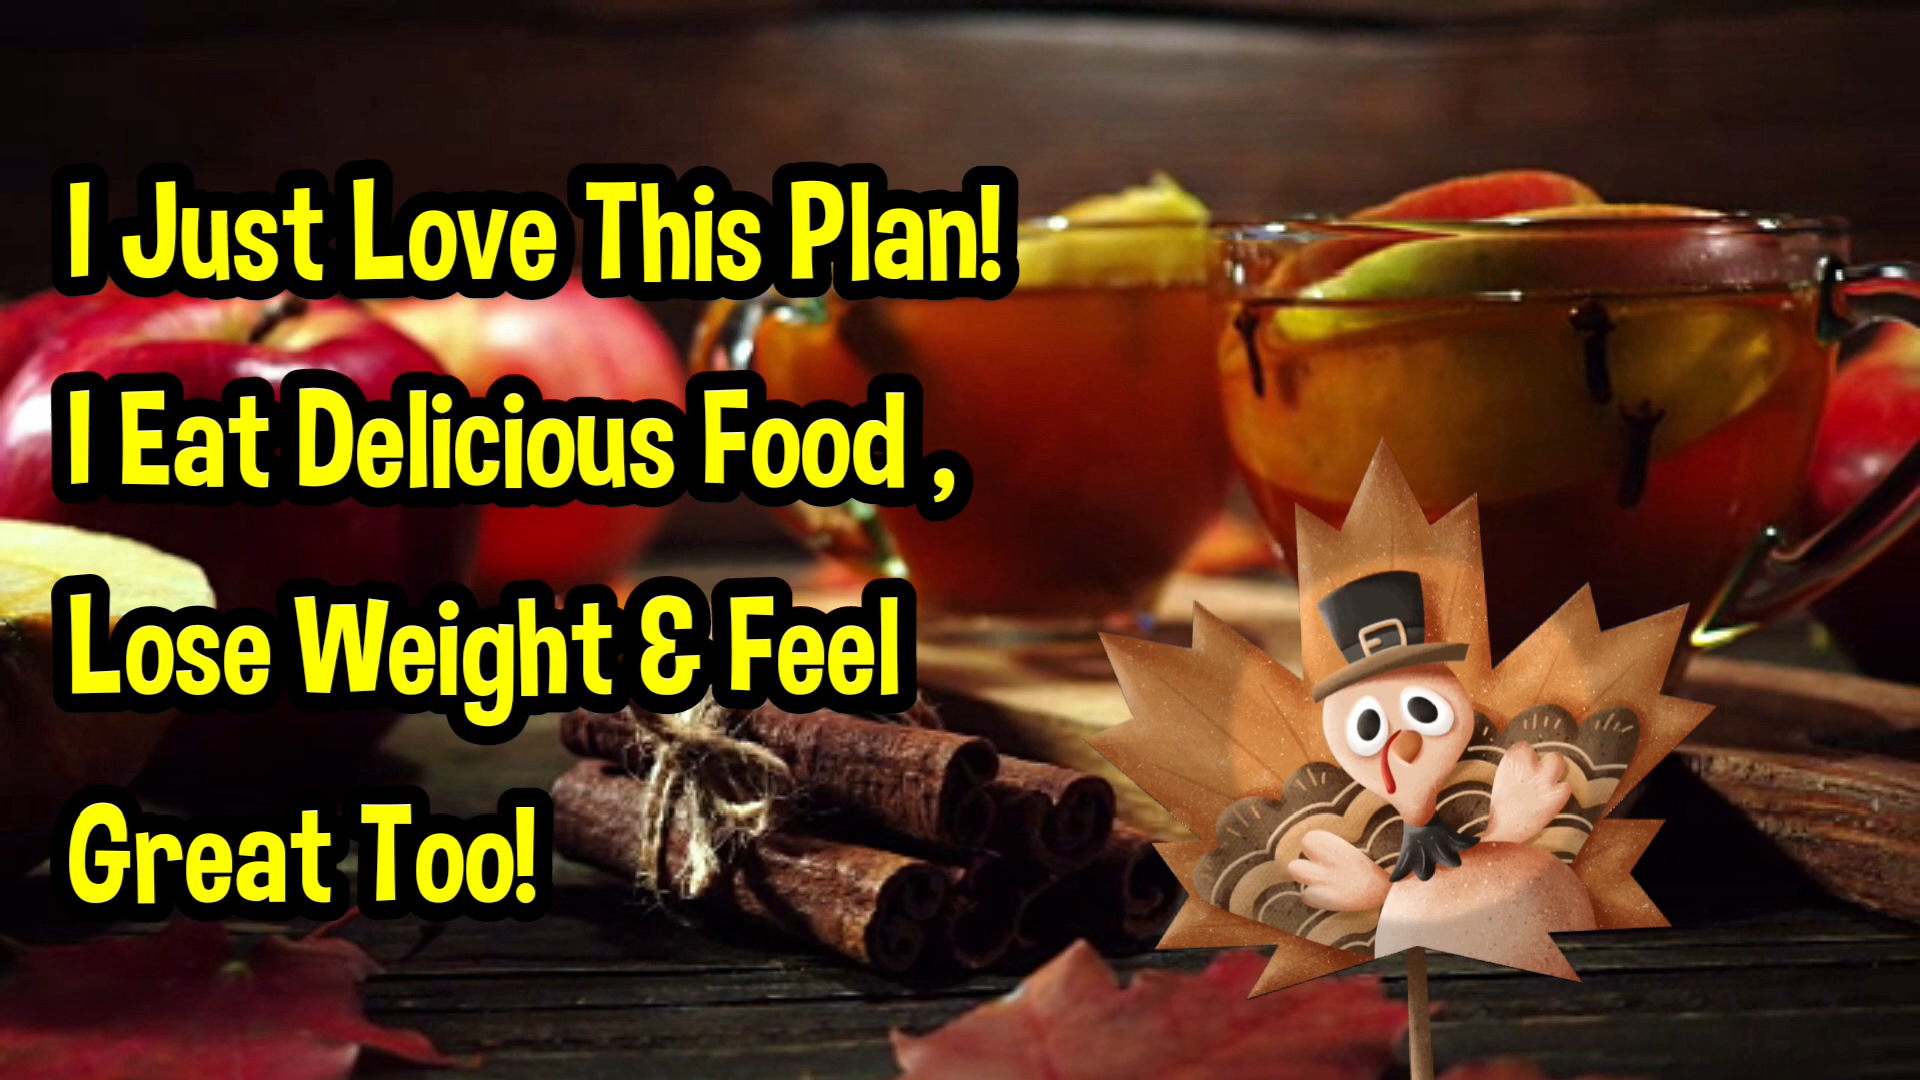 I Just Love This Plan!
I Eat Delicious Food ,
Lose Weight & Feel
Great Too!